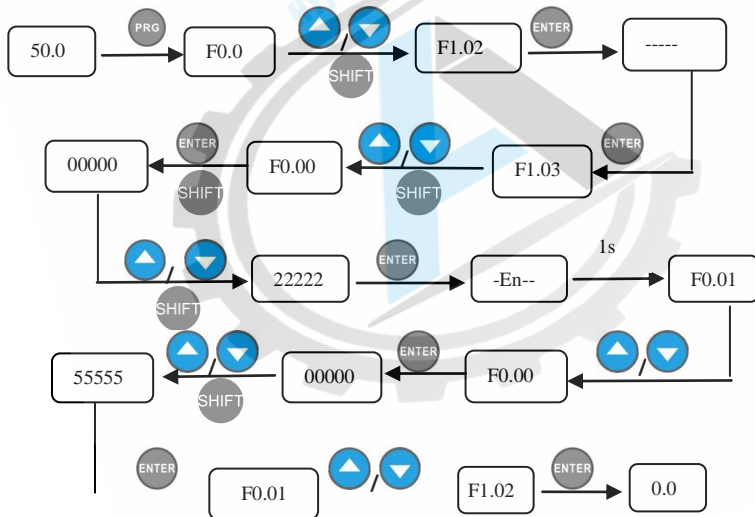 50.0 PRG F0.0 / SHIFT F1.02 ENTER -----
00000 ENTER SHIFT F0.00 / SHIFT F1.03 ENTER
/ SHIFT 22222 ENTER -En-- 1s F0.01
55555 / SHIFT 00000 ENTER F0.00 /
ENTER F0.01 / F1.02 ENTER 0.0